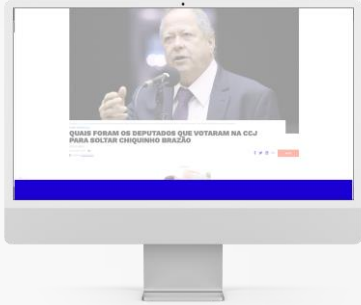 QUAIS FORAM OS DEPUTADOS QUE VOTARAM NA CCJ
PARA SOLTAR CHIQUINHO BRAZÃO